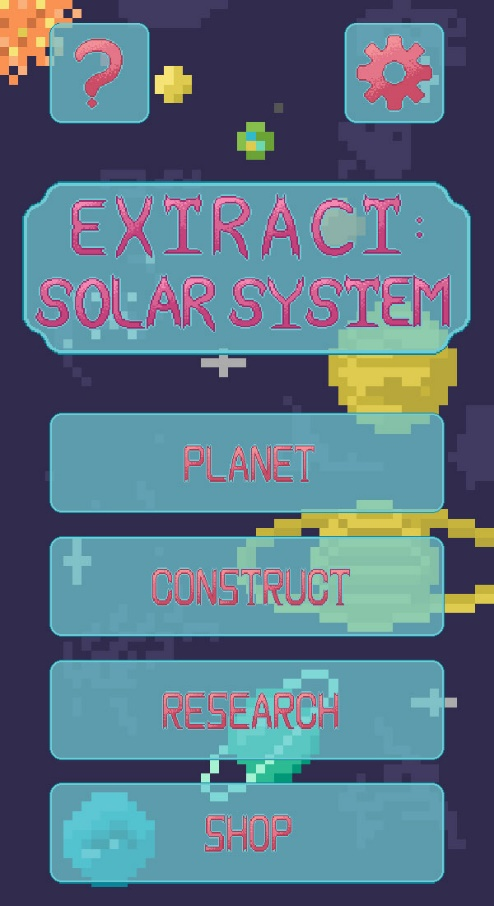 ?
EXTRACT:
SOLAR SYSTEM
PLANET
CONSTRUCT
RESEARCH
SHOP